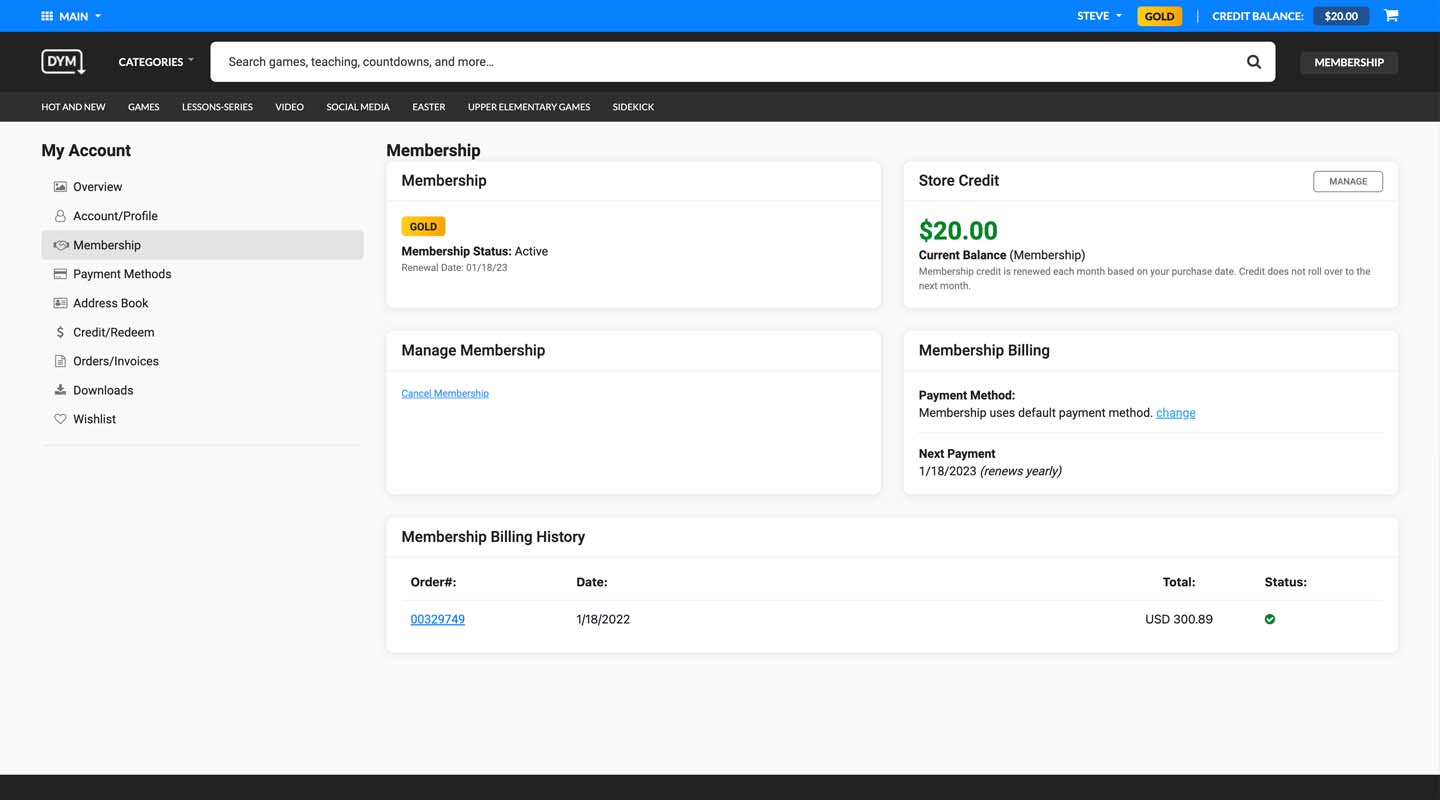 MAIN
STEVE
GOLD
CREDIT BALANCE:
$20.00
DYM
CATEGORIES
Search games, teaching, countdowns, and more...
MEMBERSHIP
HOT AND NEW
GAMES
LESSONS-SERIES
VIDEO
SOCIAL MEDIA
EASTER
UPPER ELEMENTARY GAMES
SIDEKICK
My Account
Overview
Account/Profile
Membership
Payment Methods
Address Book
Credit/Redeem
Orders/Invoices
Downloads
Wishlist
Membership
Membership
GOLD
Membership Status: Active
Renewal Date: 01/18/23
Store Credit
MANAGE
$20.00
Current Balance (Membership)
Membership credit is renewed each month based on your purchase date. Credit does not roll over to the
next month.
Manage Membership
Cancel Membership
Membership Billing
Payment Method:
Membership uses default payment method. change
Next Payment
1/18/2023 (renews yearly)
Membership Billing History
Order#: Date: Total: Status:
00329749 1/18/2022 USD 300.89